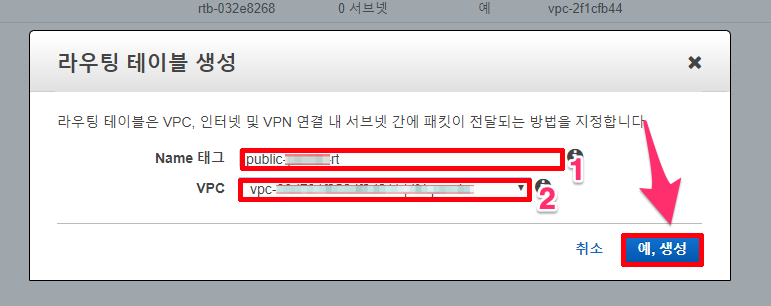 rtb-032e8268 0 서브넷 예 vpc-2f1cfb44
라우팅 테이블 생성
라우팅 테이블은 VPC, 인터넷 및 VPN 연결 내 서브넷 간에 패킷이 전달되는 방법을 지정합니다
Name 태그 public- -rt 1
VPC vpc- 2
취소 예, 생성